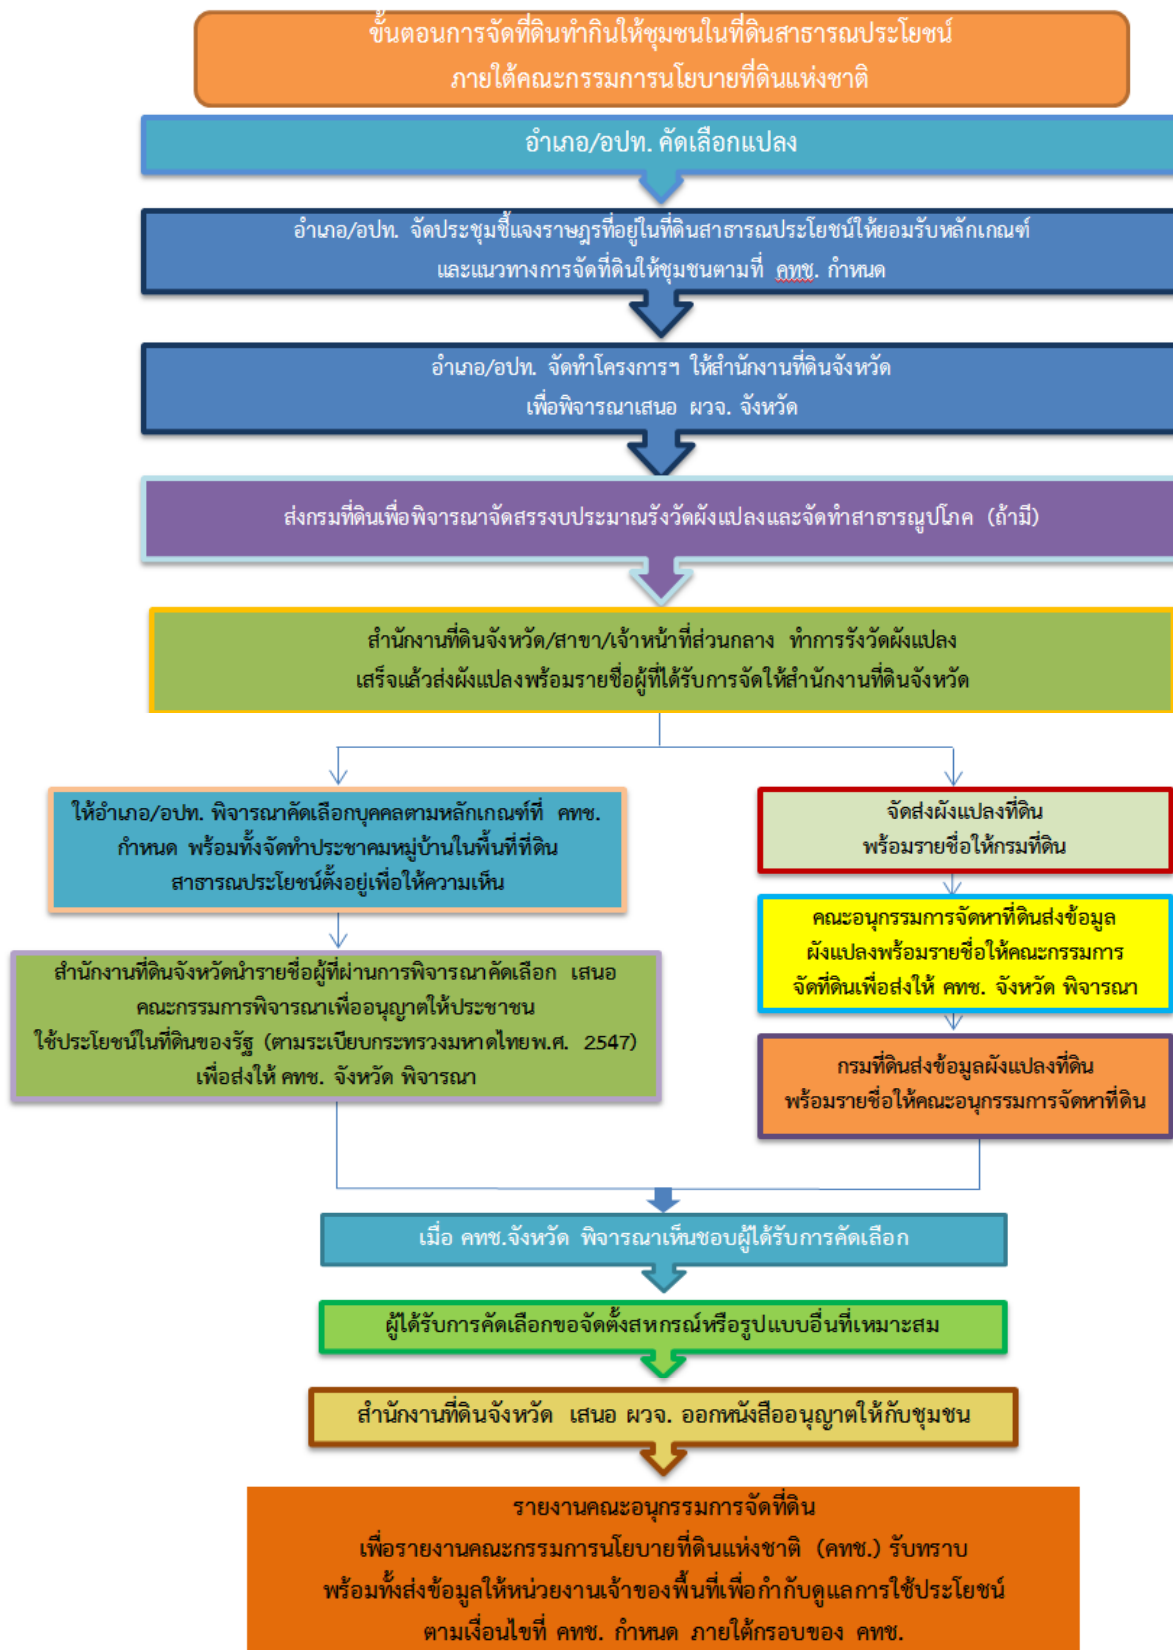 ขั้นตอนการจัดที่ดินทำกินให้ชุมชนในที่ดินสาธารณประโยชน์
ภายใต้คณะกรรมการนโยบายที่ดินแห่งชาติ
อำเภอ/อปท. คัดเลือกแปลง
อำเภอ/อปท. จัดประชุมชี้แจงราษฎรที่อยู่ในที่ดินสาธารณประโยชน์ให้ยอมรับหลักเกณฑ์
และแนวทางการจัดที่ดินให้ชุมชนตามที่ คทช. กำหนด
อำเภอ/อปท. จัดทำโครงการฯ ให้สำนักงานที่ดินจังหวัด
เพื่อพิจารณาเสนอ ผวจ. จังหวัด
ส่งกรมที่ดินเพื่อพิจารณาจัดสรรงบประมาณรังวัดผังแปลงและจัดทำสาธารณูปโภค (ถ้ามี)
สำนักงานที่ดินจังหวัด/สาขา/เจ้าหน้าที่ส่วนกลาง ทำการรังวัดผังแปลง
เสร็จแล้วส่งผังแปลงพร้อมรายชื่อผู้ที่ได้รับการจัดให้สำนักงานที่ดินจังหวัด
ให้อำเภอ/อปท. พิจารณาคัดเลือกบุคคลตามหลักเกณฑ์ที่ คทช.
กำหนด พร้อมทั้งจัดทำประชาคมหมู่บ้านในพื้นที่ที่ดิน
สาธารณประโยชน์ตั้งอยู่เพื่อให้ความเห็น
สำนักงานที่ดินจังหวัดนำรายชื่อผู้ที่ผ่านการพิจารณาคัดเลือก เสนอ
คณะกรรมการพิจารณาเพื่ออนุญาตให้ประชาชน
ใช้ประโยชน์ในที่ดินของรัฐ (ตามระเบียบกระทรวงมหาดไทยพ.ศ. 2547)
เพื่อส่งให้ คทช. จังหวัด พิจารณา
จัดส่งผังแปลงที่ดิน
พร้อมรายชื่อให้กรมที่ดิน
คณะอนุกรรมการจัดหาที่ดินส่งข้อมูล
ผังแปลงพร้อมรายชื่อให้คณะกรรมการ
จัดที่ดินเพื่อส่งให้ คทช. จังหวัด พิจารณา
กรมที่ดินส่งข้อมูลผังแปลงที่ดิน
พร้อมรายชื่อให้คณะอนุกรรมการจัดหาที่ดิน
เมื่อ คทช.จังหวัด พิจารณาเห็นชอบผู้ได้รับการคัดเลือก
ผู้ได้รับการคัดเลือกขอจัดตั้งสหกรณ์หรือรูปแบบอื่นที่เหมาะสม
สำนักงานที่ดินจังหวัด เสนอ ผวจ. ออกหนังสืออนุญาตให้กับชุมชน
รายงานคณะอนุกรรมการจัดที่ดิน
เพื่อรายงานคณะกรรมการนโยบายที่ดินแห่งชาติ (คทช.) รับทราบ
พร้อมทั้งส่งข้อมูลให้หน่วยงานเจ้าของพื้นที่เพื่อกำกับดูแลการใช้ประโยชน์
ตามเงื่อนไขที่ คทช. กำหนด ภายใต้กรอบของ คทช.